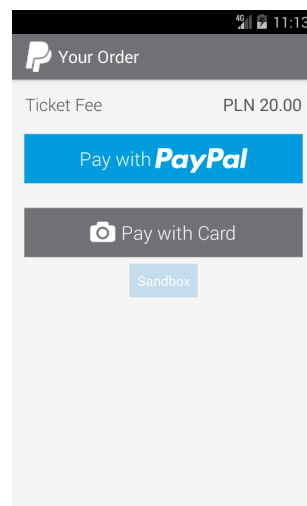 4G 11:13
Your Order
Ticket Fee PLN 20.00
Pay with PayPal
Pay with Card
Sandbox